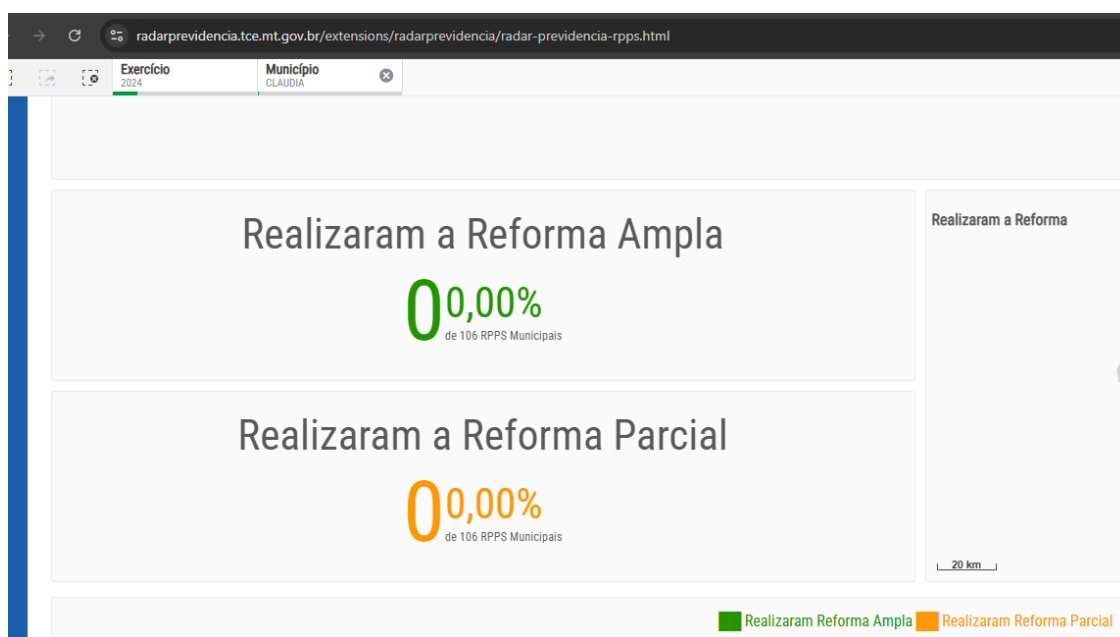 radarprevidencia.tce.mt.gov.br/extensions/radarprevidencia/radar-previdencia-rpps.html
Exercício Município
2024 CLAUDIA
Realizaram a Reforma Ampla
0 0,00%
de 106 RPPS Municipais
Realizaram a Reforma
Realizaram a Reforma Parcial
0 0,00%
de 106 RPPS Municipais
20 km
Realizaram Reforma Ampla Realizaram Reforma Parcial